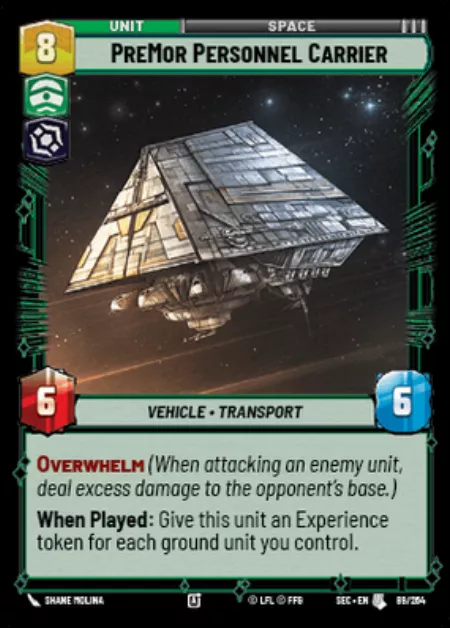 UNIT SPACE
8 PREMOR PERSONNEL CARRIER
6 VEHICLE • TRANSPORT 6
OVERWHELM (When attacking an enemy unit,
deal excess damage to the opponent's base.)
When Played: Give this unit an Experience
token for each ground unit you control.
SHANE MOLINA A © LFL © FFG SEC • EN 89/264